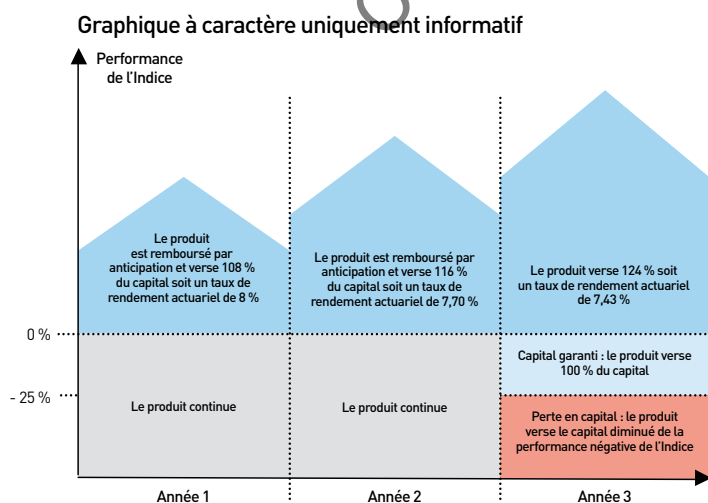 Graphique à caractère uniquement informatif
Performance
de l'Indice
Le produit
est remboursé par
anticipation et verse 108 %
du capital soit un taux de
rendement actuariel de 8 %
Le produit est remboursé par
anticipation et verse 116 %
du capital soit un taux de
rendement actuariel de 7,70 %
Le produit verse 124 % soit
un taux de rendement actuariel
de 7,43 %
0 %
Capital garanti : le produit verse
100 % du capital
- 25 %
Le produit continue
Le produit continue
Perte en capital : le produit
verse le capital diminué de la
performance négative de l'Indice
Année 1
Année 2
Année 3